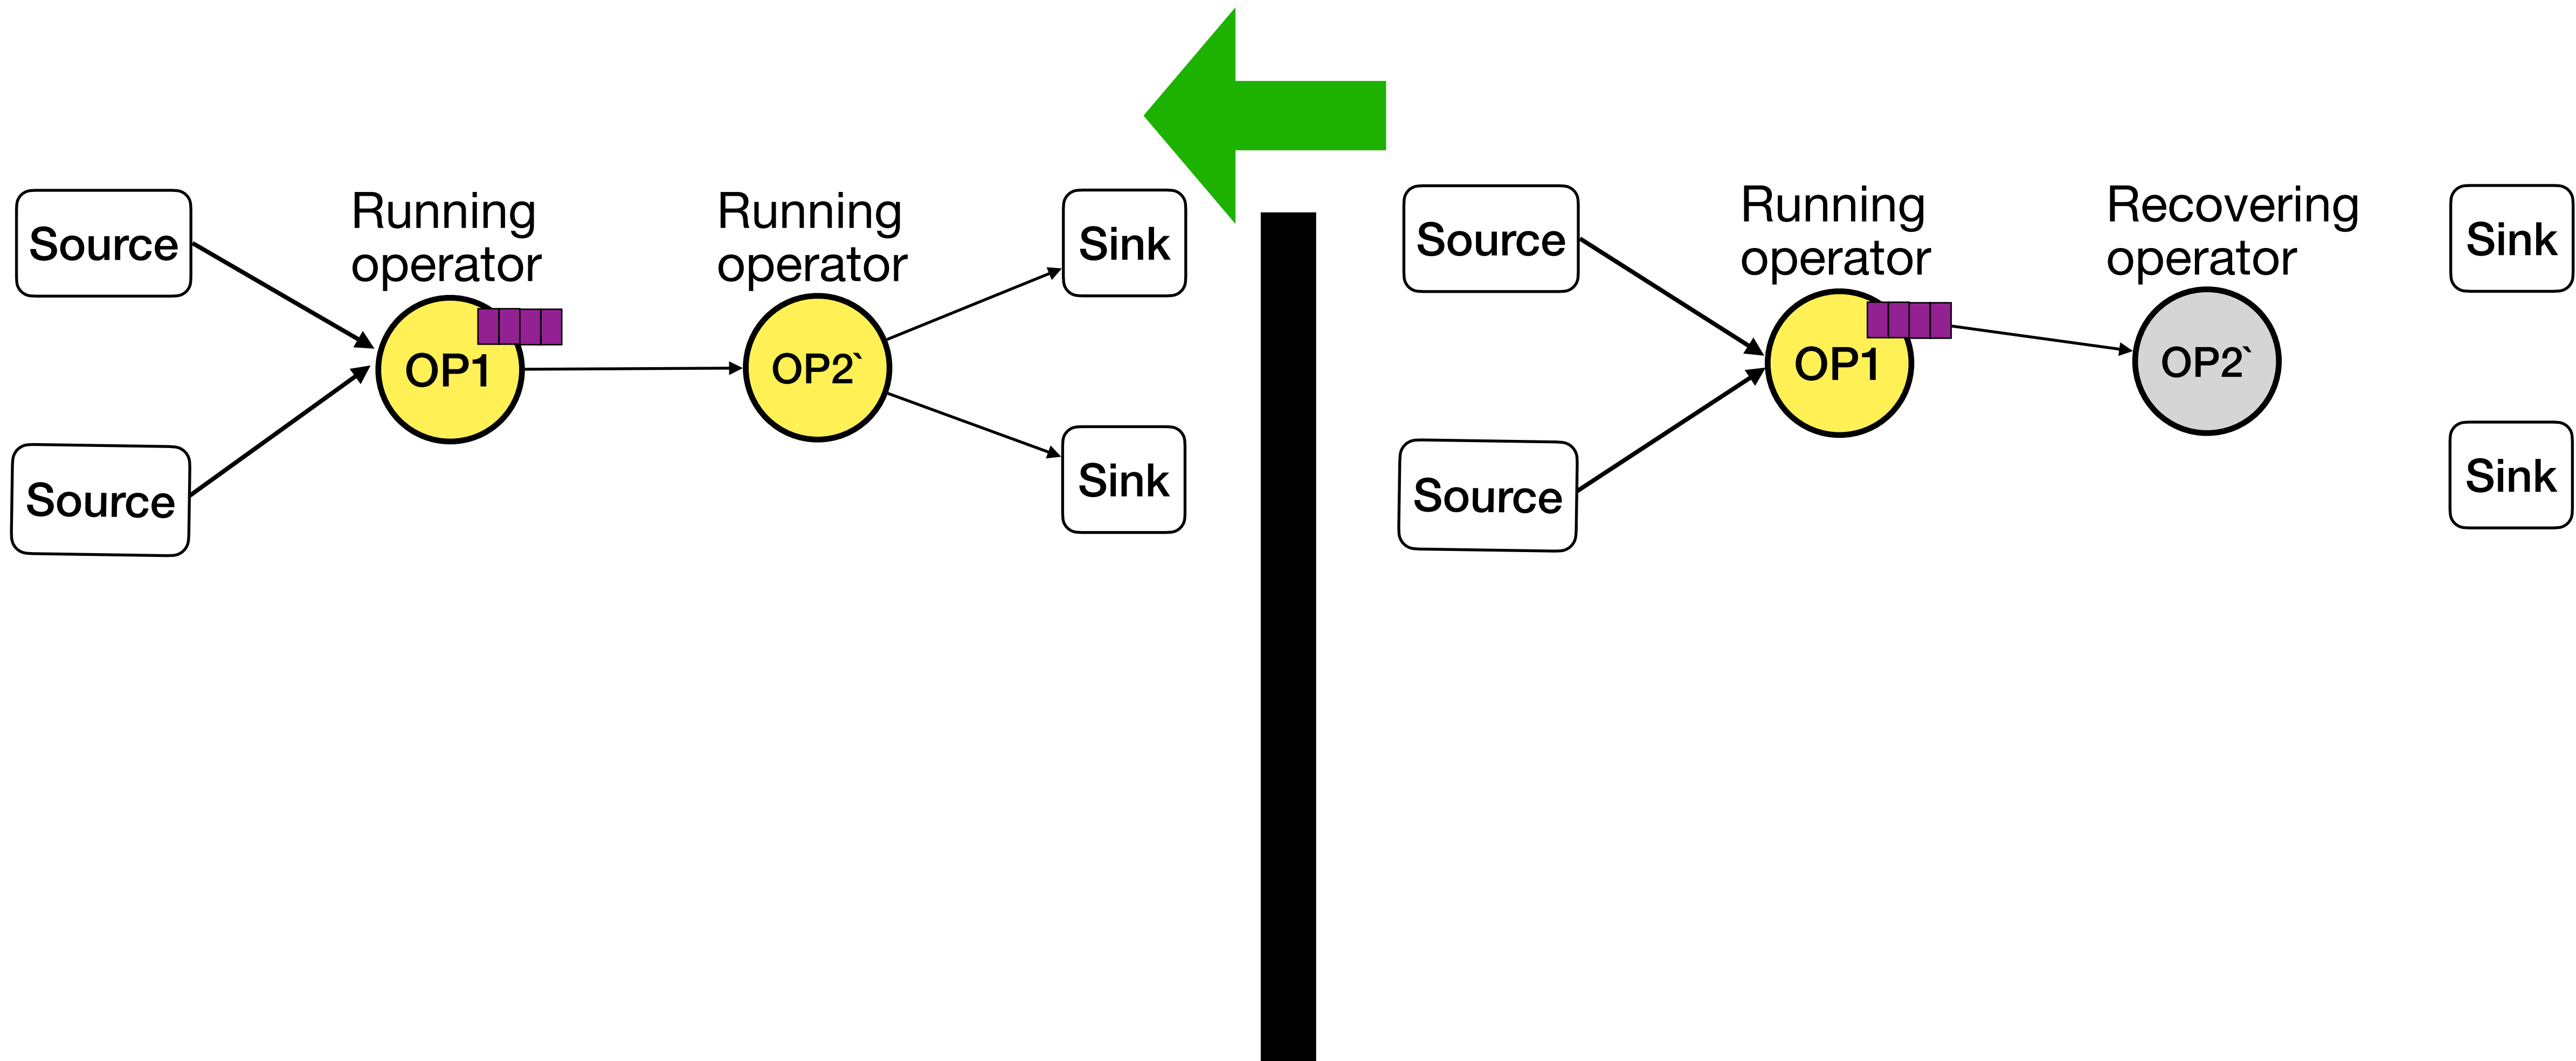 Source
Running
operator
OP1
Running
operator
OP2`
Sink
Source
Sink
Source
Running
operator
OP1
Recovering
operator
OP2`
Sink
Source
Sink